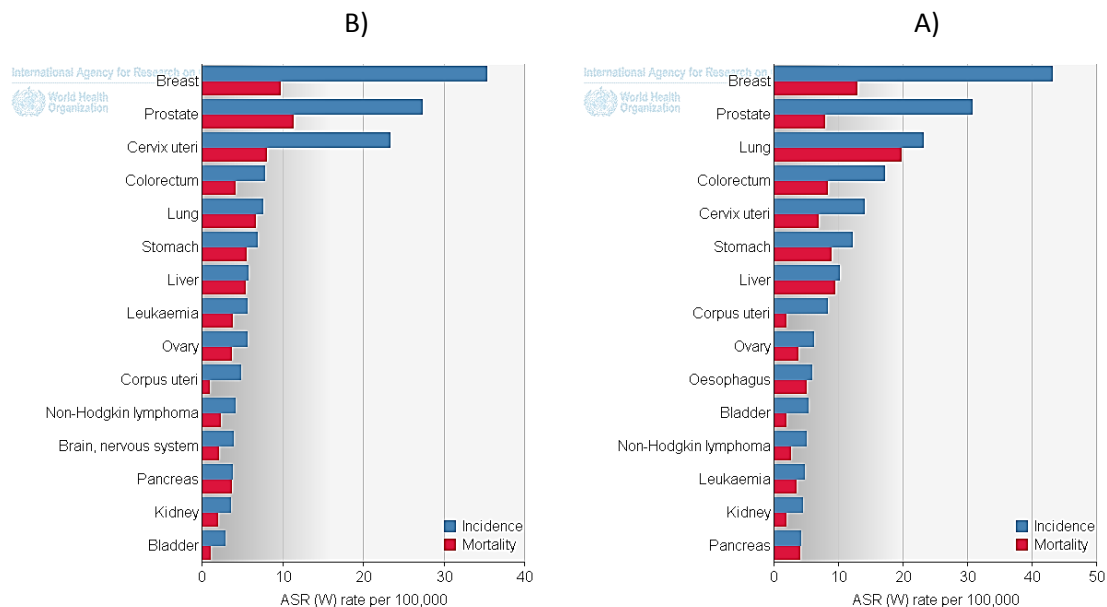 B)
International Agency for Research on
World Health
Organization
Breast
Prostate
Cervix uteri
Colorectum
Lung
Stomach
Liver
Leukaemia
Ovary
Corpus uteri
Non-Hodgkin lymphoma
Brain, nervous system
Pancreas
Kidney
Bladder
Incidence
Mortality
0 10 20 30 40
ASR (W) rate per 100,000
A)
International Agency for Research on
World Health
Organization
Breast
Prostate
Lung
Colorectum
Cervix uteri
Stomach
Liver
Corpus uteri
Ovary
Oesophagus
Bladder
Non-Hodgkin lymphoma
Leukaemia
Kidney
Pancreas
Incidence
Mortality
0 10 20 30 40 50
ASR (W) rate per 100,000